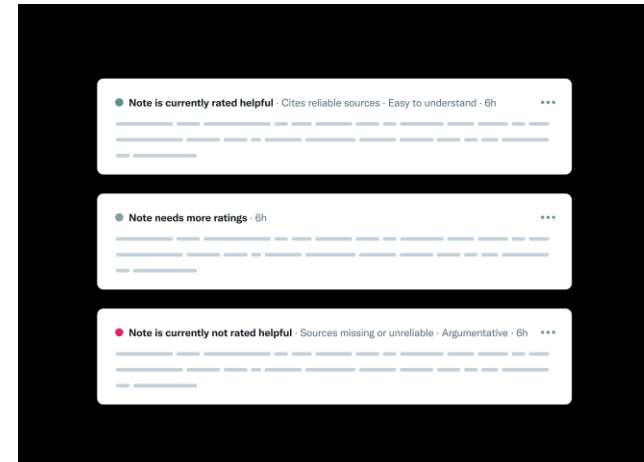 Note is currently rated helpful · Cites reliable sources · Easy to understand · 6h
Note needs more ratings · 6h
Note is currently not rated helpful · Sources missing or unreliable · Argumentative · 6h